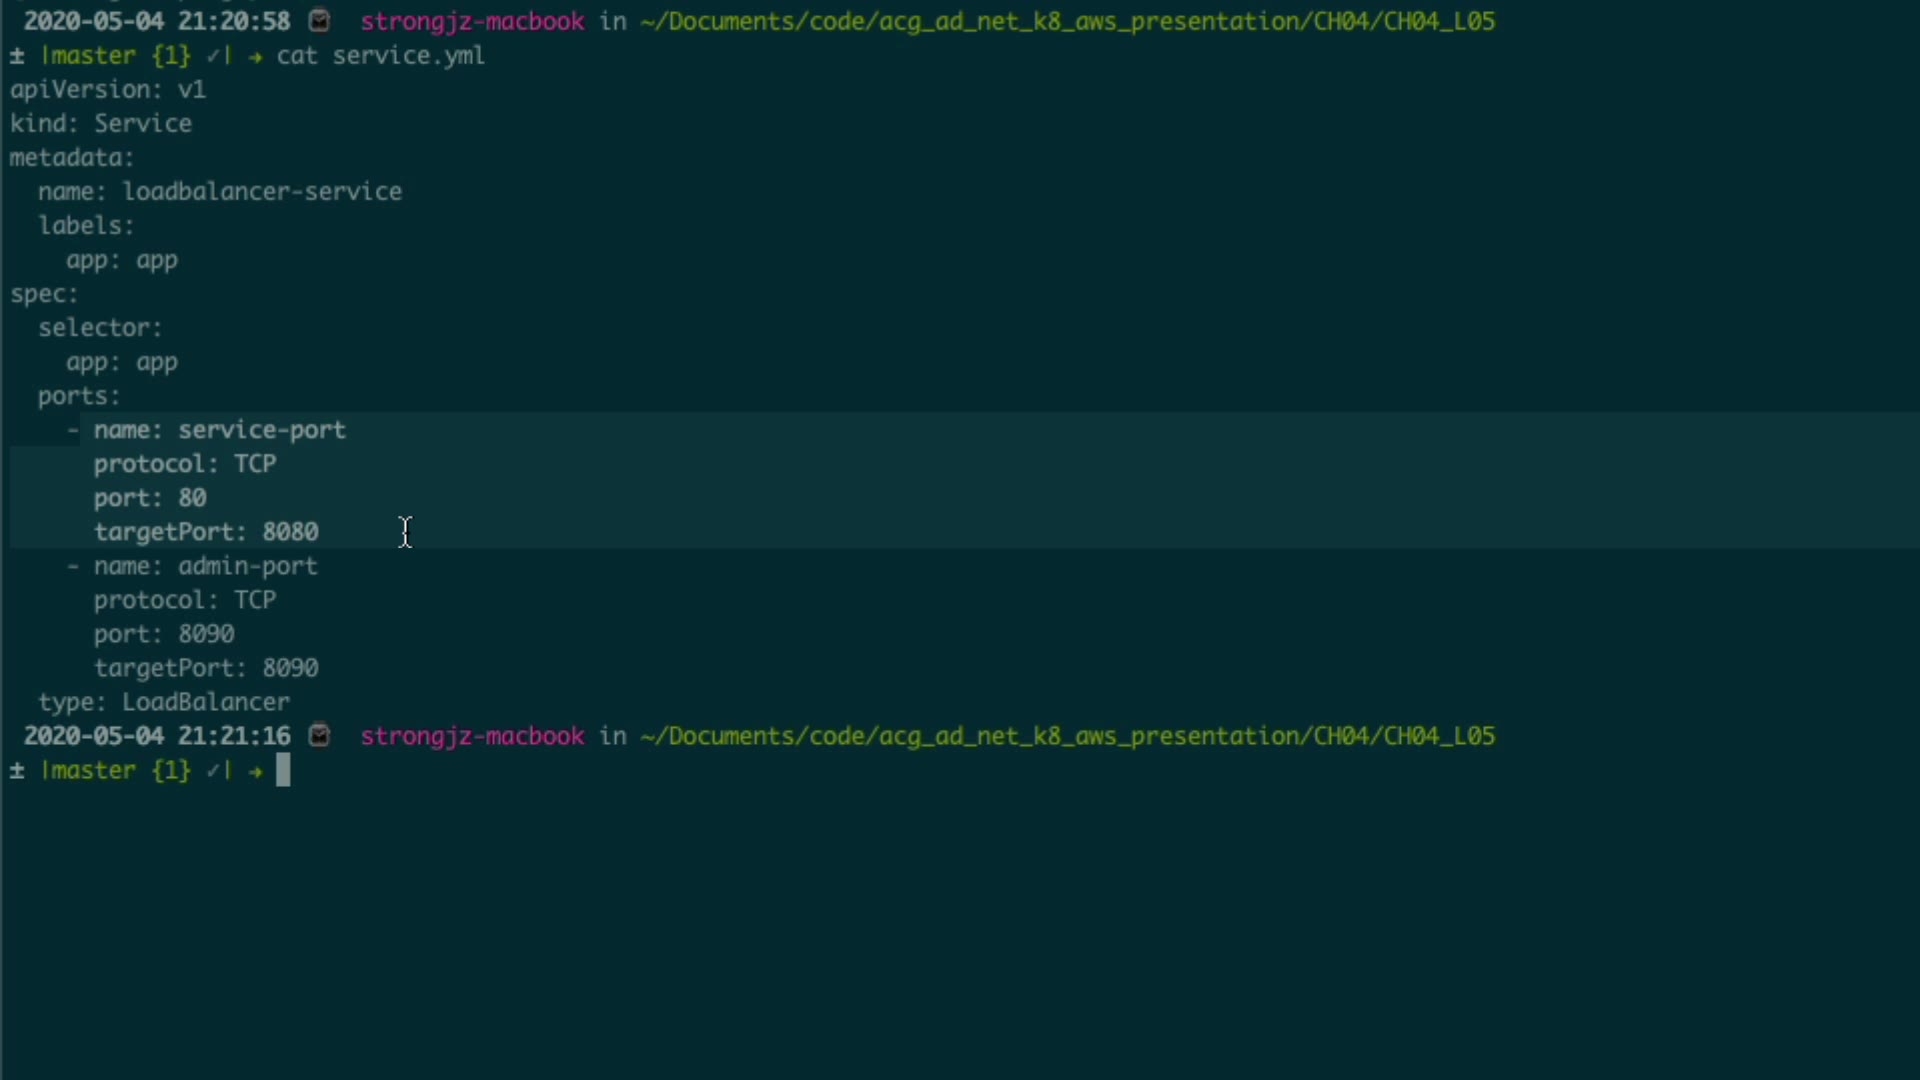 2020-05-04 21:20:58 strongjz-macbook in ~/Documents/code/acg_ad_net_k8_aws_presentation/CH04/CH04_L05
± |master {1} ✓| → cat service.yml
apiVersion: v1
kind: Service
metadata:
  name: loadbalancer-service
  labels:
    app: app
spec:
  selector:
    app: app
  ports:
    - name: service-port
      protocol: TCP
      port: 80
      targetPort: 8080
    - name: admin-port
      protocol: TCP
      port: 8090
      targetPort: 8090
  type: LoadBalancer
2020-05-04 21:21:16 strongjz-macbook in ~/Documents/code/acg_ad_net_k8_aws_presentation/CH04/CH04_L05
± |master {1} ✓| →